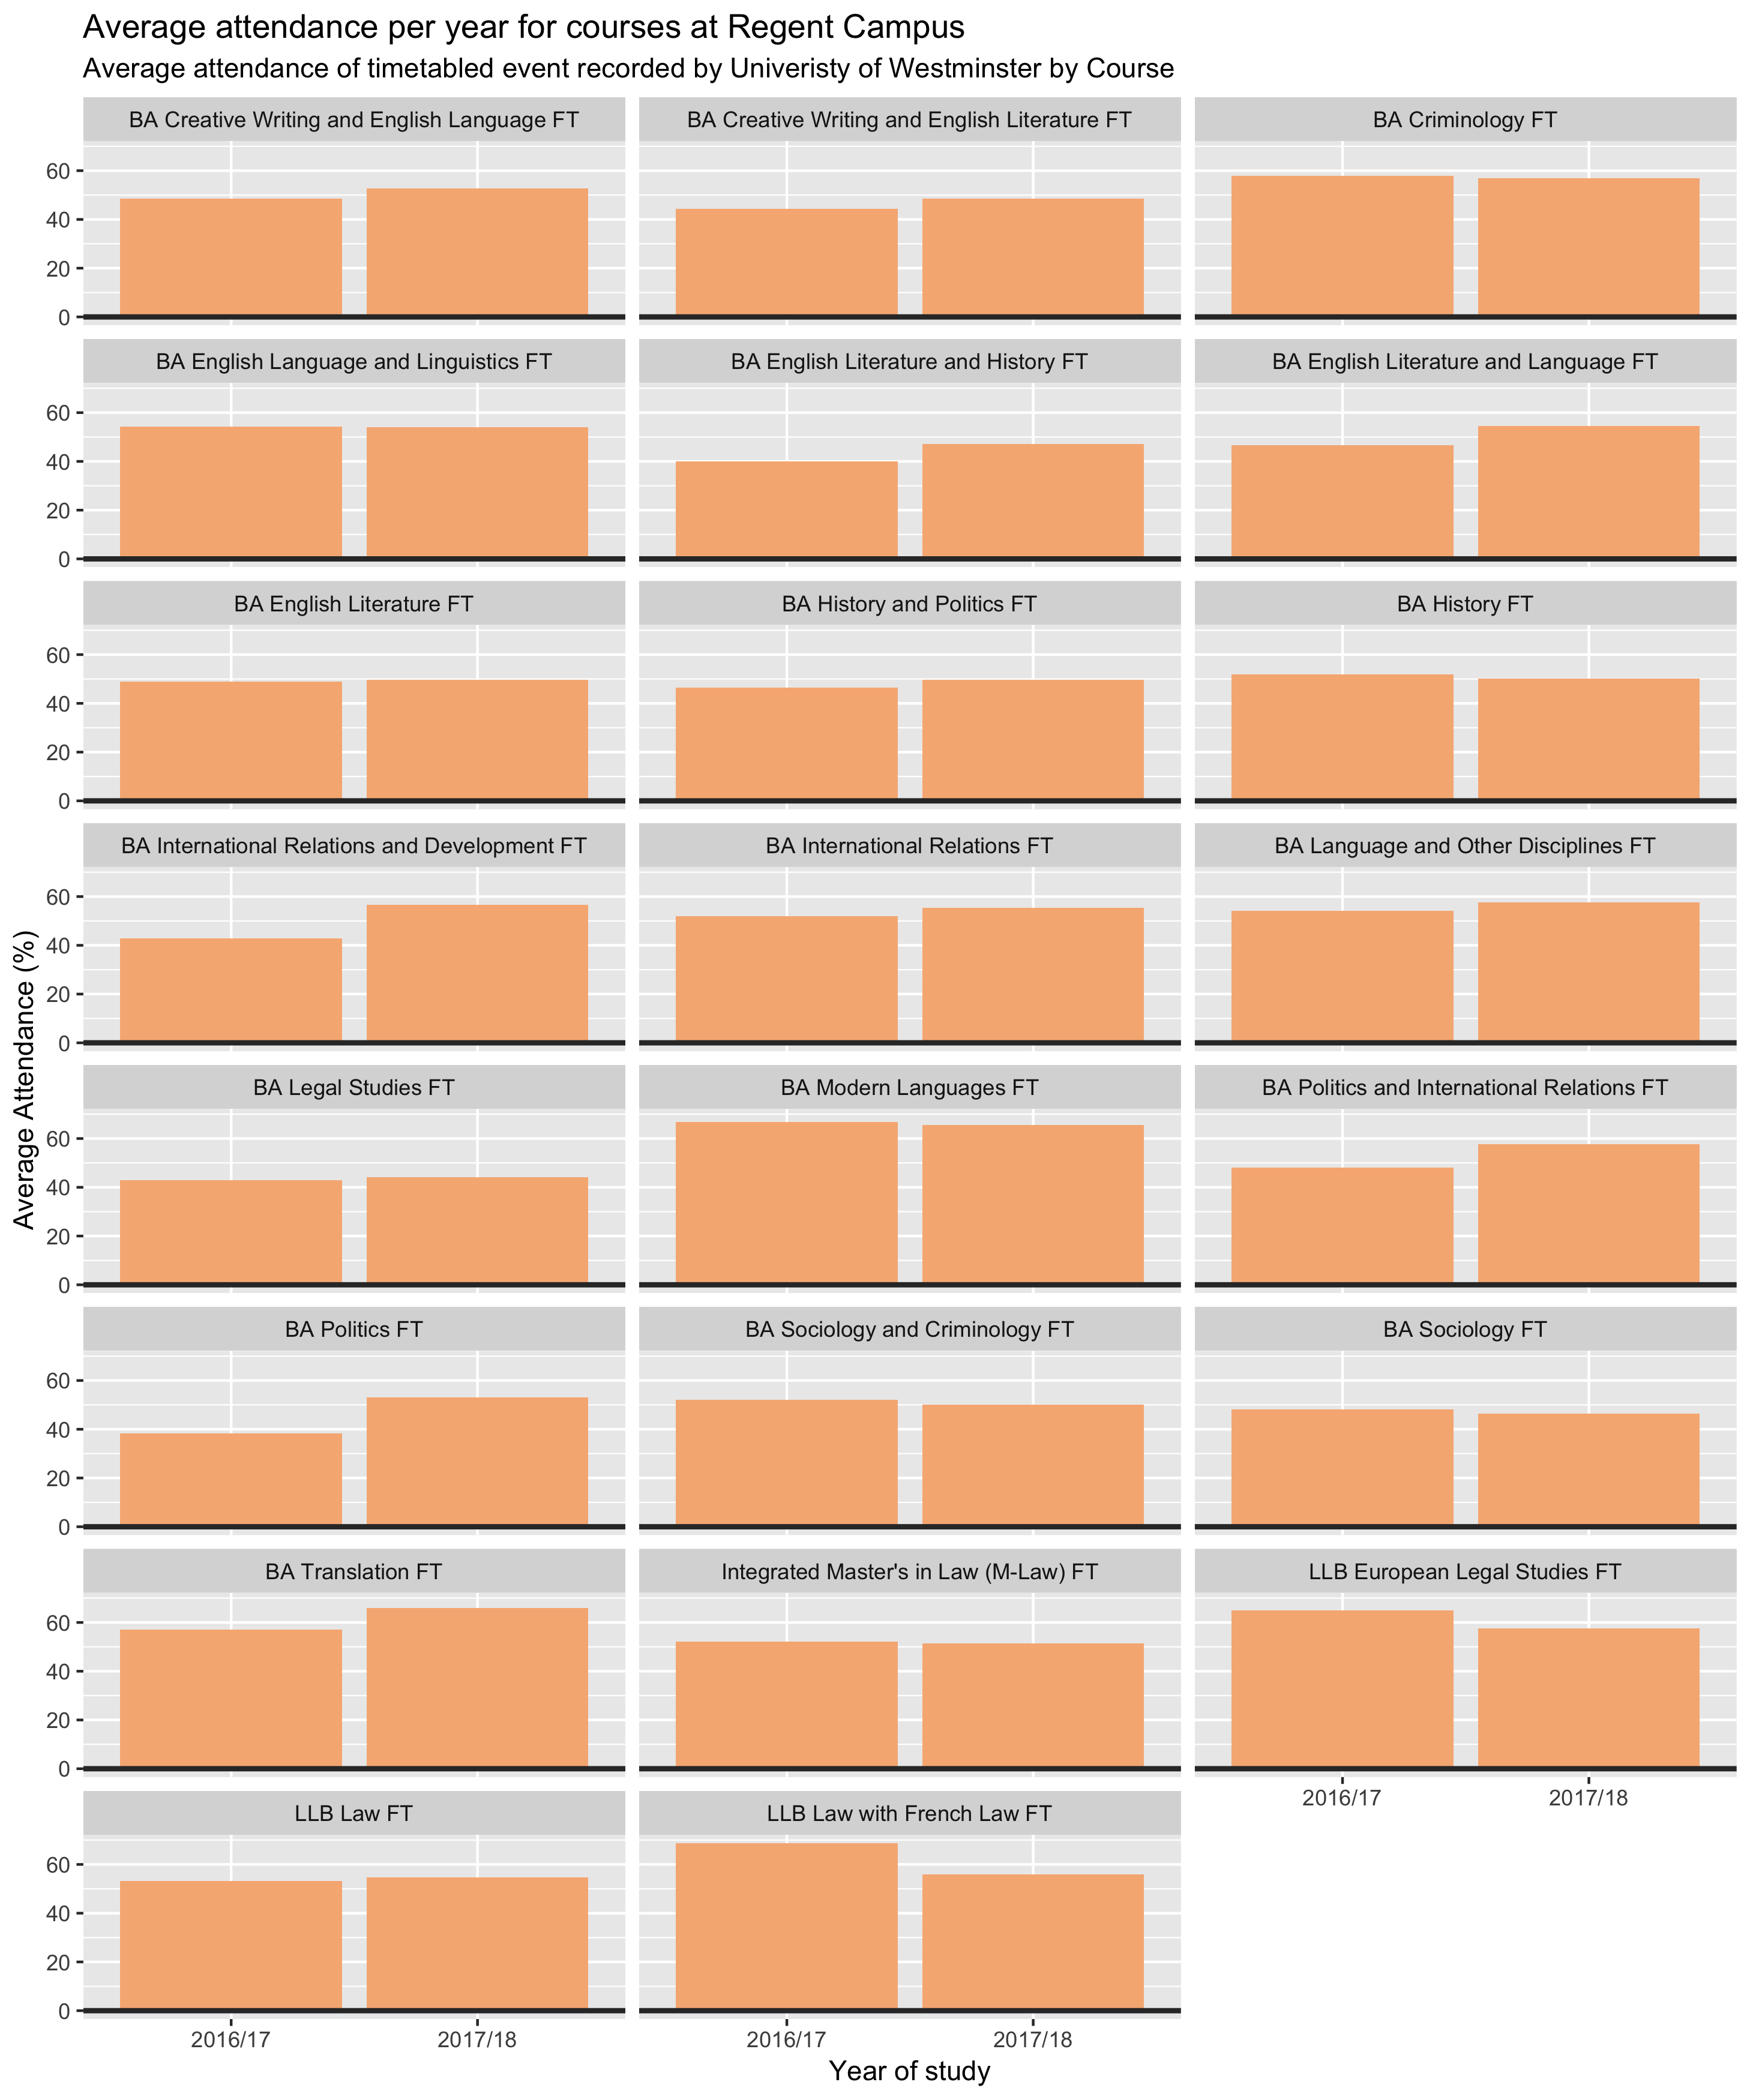 Average attendance per year for courses at Regent Campus
Average attendance of timetabled event recorded by Univeristy of Westminster by Course
BA Creative Writing and English Language FT
BA Creative Writing and English Literature FT
BA Criminology FT
60
40
20
0
BA English Language and Linguistics FT
BA English Literature and History FT
BA English Literature and Language FT
60
40
20
0
BA English Literature FT
BA History and Politics FT
BA History FT
60
40
20
0
BA International Relations and Development FT
BA International Relations FT
BA Language and Other Disciplines FT
60
40
20
0
Average Attendance (%)
BA Legal Studies FT
BA Modern Languages FT
BA Politics and International Relations FT
60
40
20
0
BA Politics FT
BA Sociology and Criminology FT
BA Sociology FT
60
40
20
0
BA Translation FT
Integrated Master's in Law (M-Law) FT
LLB European Legal Studies FT
60
40
20
0
2016/17
2017/18
LLB Law FT
LLB Law with French Law FT
60
40
20
0
2016/17
2017/18
2016/17
2017/18
Year of study